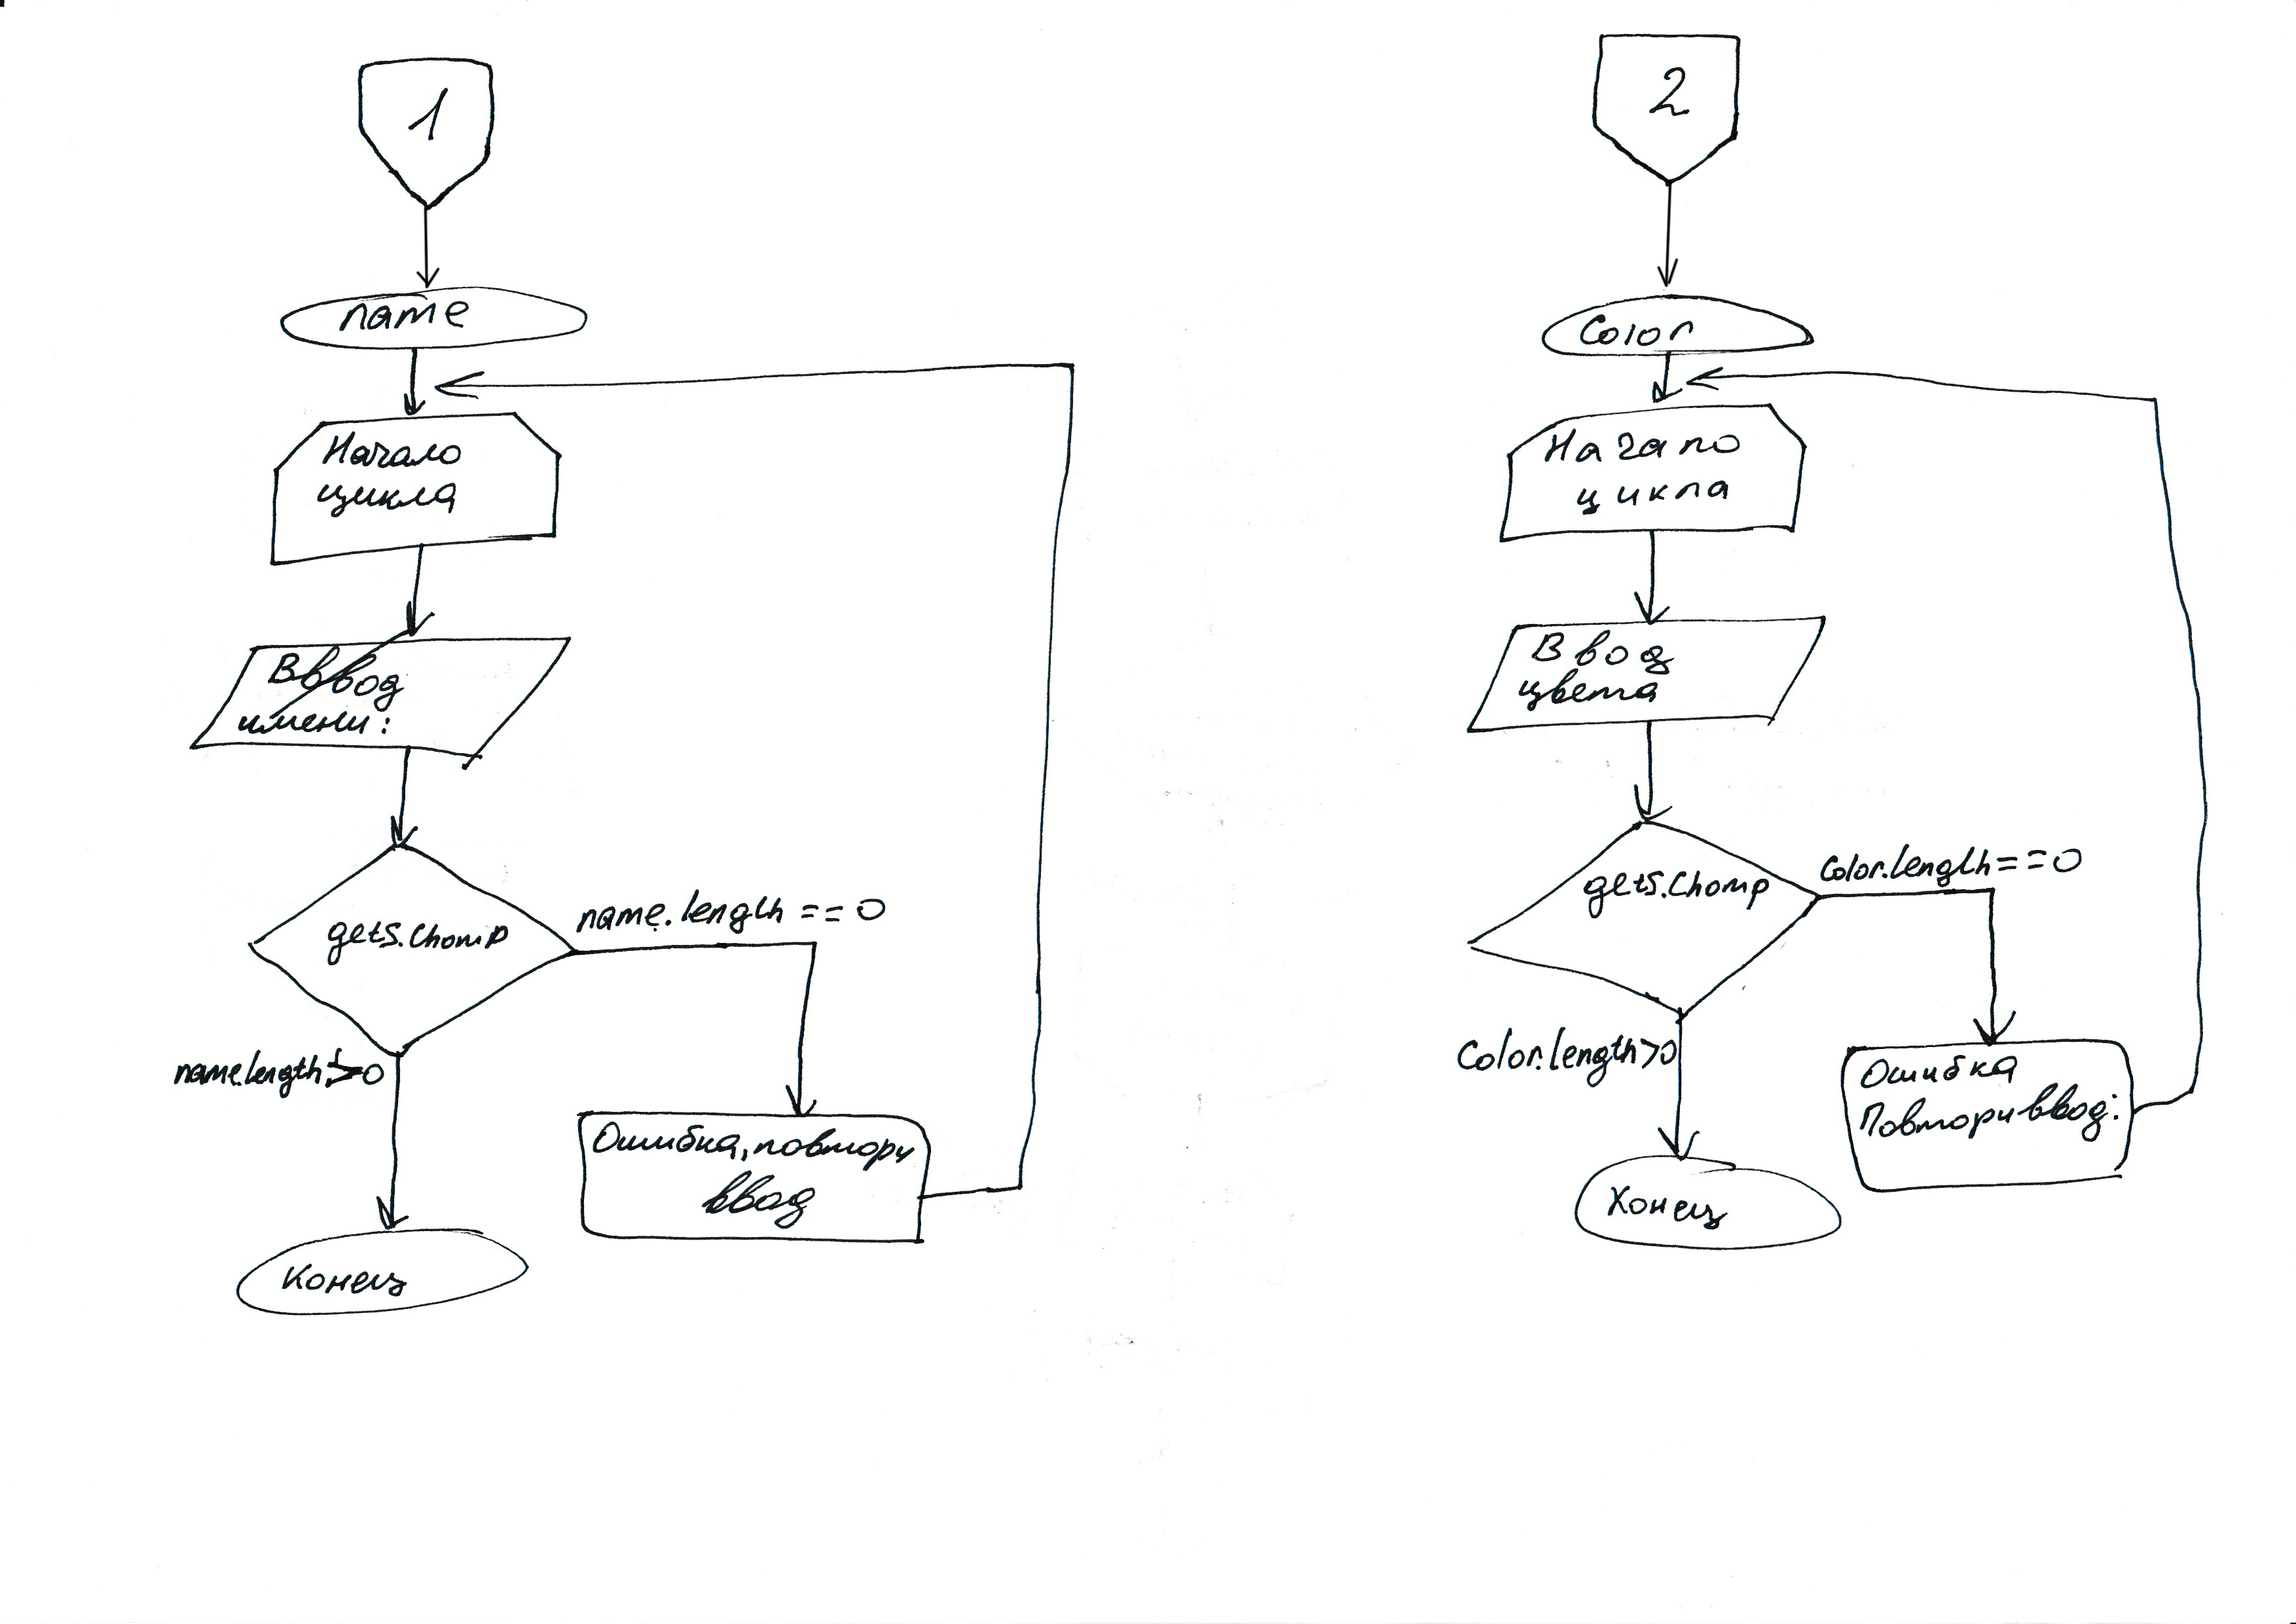 1
name
Начало
цикла
Вввод
имени:
gets.chomp
name.length == 0
name.length >0
Ошибка, повтори
ввод
конец
2
Color
Начало
цикла
Ввод
цвета
gets.Chomp
Color.length==0
Color.length>0
Ошибка
Повтори ввод:
Конец